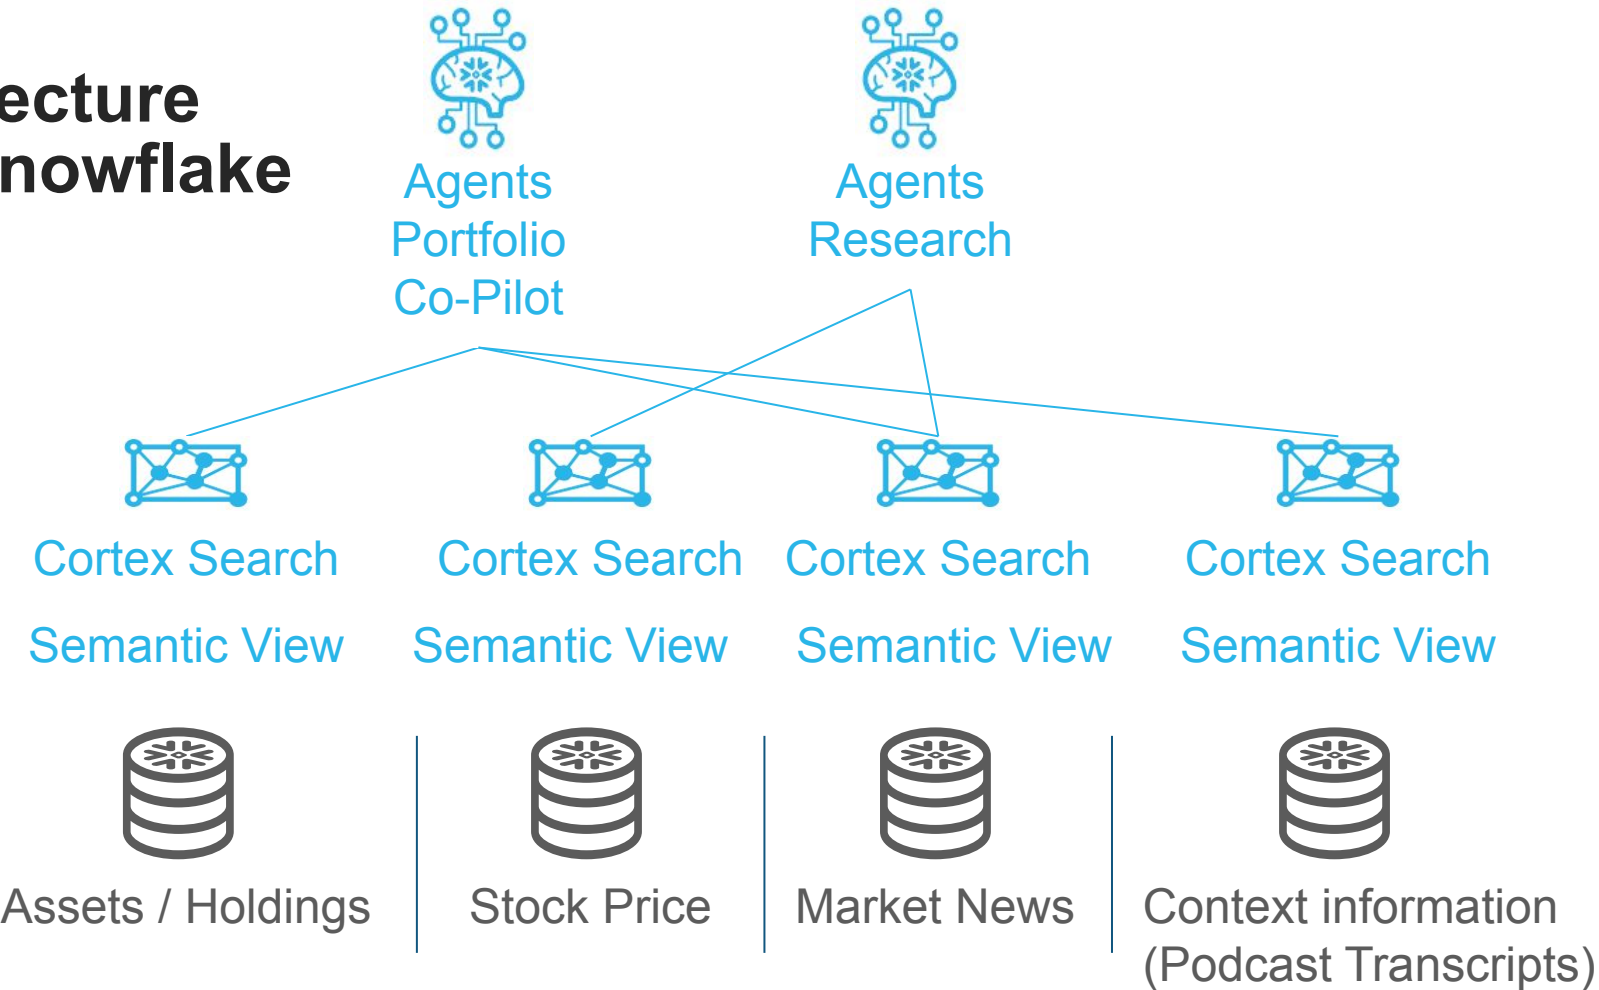 ecture
nowflake
Agents
Portfolio
Co-Pilot
Agents
Research
Cortex Search
Cortex Search
Cortex Search
Cortex Search
Semantic View
Semantic View
Semantic View
Semantic View
Assets / Holdings
Stock Price
Market News
Context information
(Podcast Transcripts)